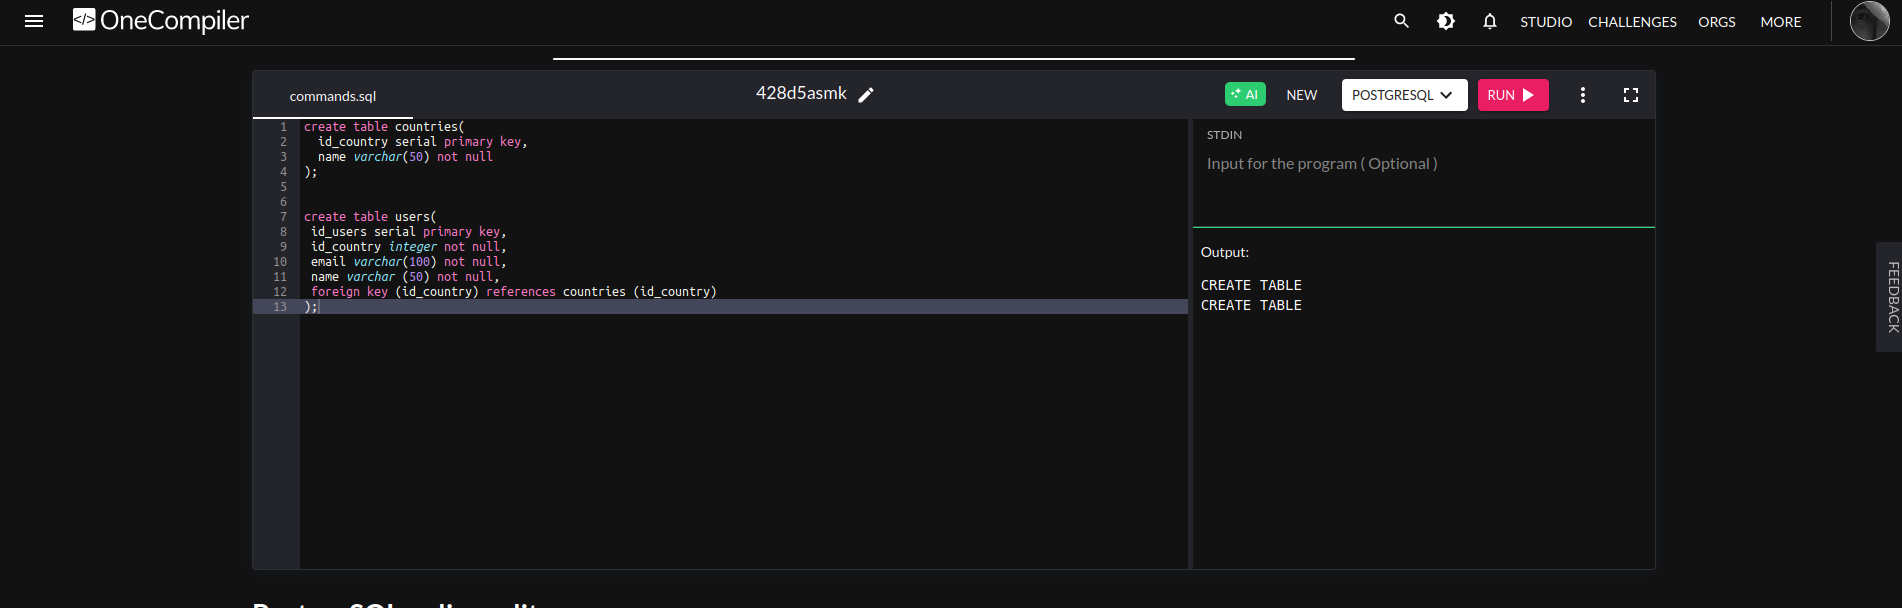 </> OneCompiler
STUDIO CHALLENGES ORGS MORE
commands.sql
428d5asmk
AI NEW POSTGRESQL RUN
1 create table countries(
2   id_country serial primary key,
3   name varchar(50) not null
4 );
5
6
7 create table users(
8  id_users serial primary key,
9  id_country integer not null,
10  email varchar(100) not null,
11  name varchar (50) not null,
12  foreign key (id_country) references countries (id_country)
13 );
STDIN
Input for the program ( Optional )
Output:
CREATE TABLE
CREATE TABLE
FEEDBACK